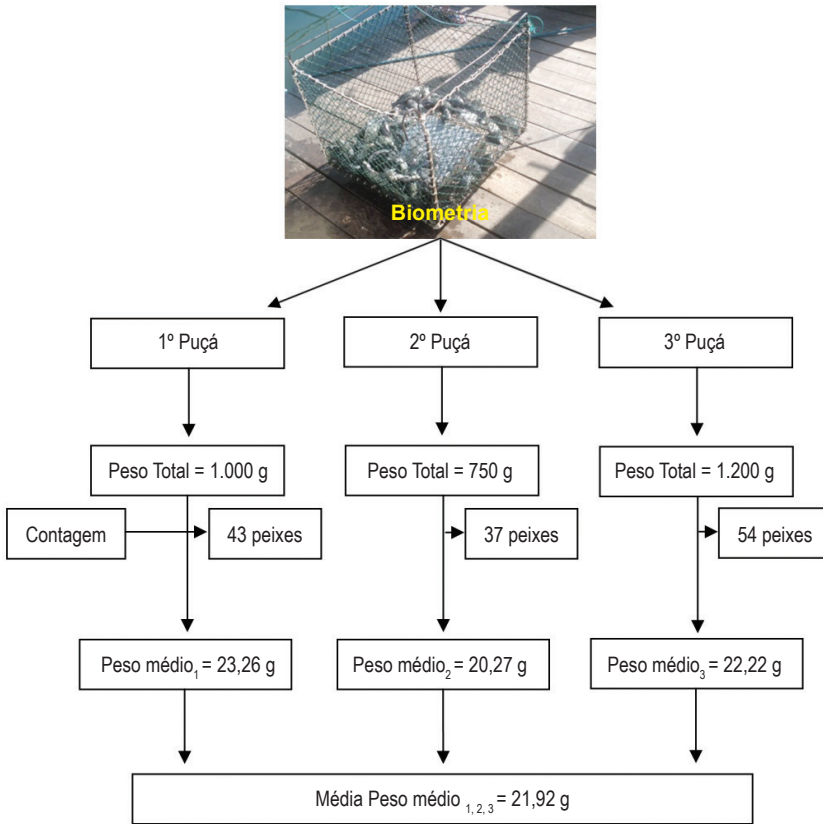 Biometria
1º Puçá
2º Puçá
3º Puçá
Peso Total = 1.000 g
Peso Total = 750 g
Peso Total = 1.200 g
Contagem
43 peixes
37 peixes
54 peixes
Peso médio₁ = 23,26 g
Peso médio₂ = 20,27 g
Peso médio₃ = 22,22 g
Média Peso médio ₁, ₂, ₃ = 21,92 g